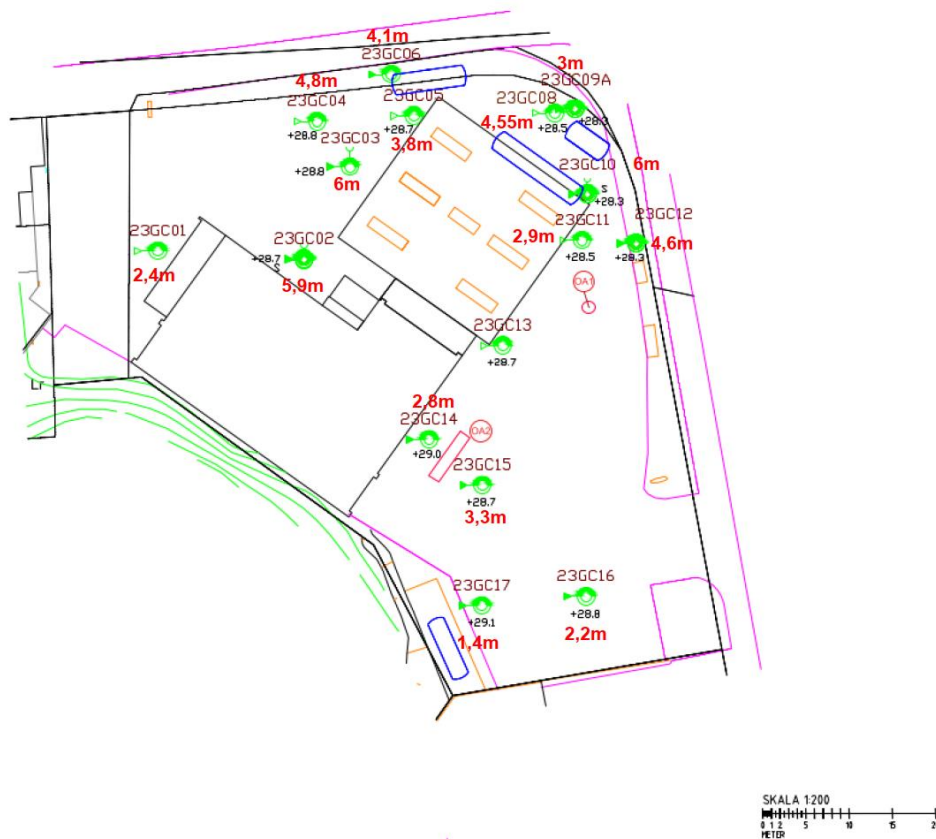 4,1m
23GC06
4,8m
3m
23GC09A
23GC04
23GC05
23GC08
+28.8
+28.7
4,55m
+28.5
+28.3
23GC03
3,8m
+28.8
6m
23GC10
6m
S
+28.3
23GC11
23GC12
2,9m
+28.5
+28.3
4,6m
23GC01
23GC02
2,4m
+28.7
S
5,9m
OA1
23GC13
+28.7
2,8m
23GC14
+29.0
OA2
23GC15
+28.7
3,3m
23GC17
+29.1
1,4m
23GC16
+28.8
2,2m
SKALA 1:200
0 1 2 5 10 15 20
METER